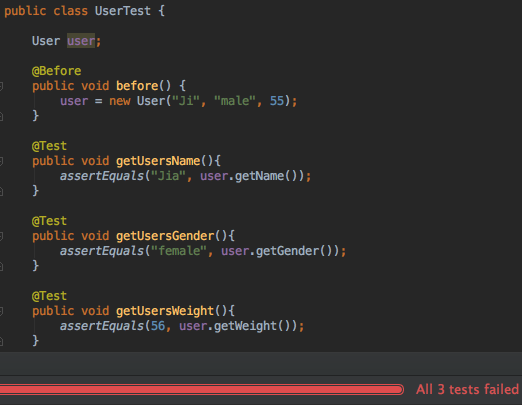 public class UserTest {
User user;
@Before
public void before() {
user = new User("Ji", "male", 55);
}
@Test
public void getUsersName(){
assertEquals("Jia", user.getName());
}
@Test
public void getUsersGender(){
assertEquals("female", user.getGender());
}
@Test
public void getUsersWeight(){
assertEquals(56, user.getWeight());
}
All 3 tests failed